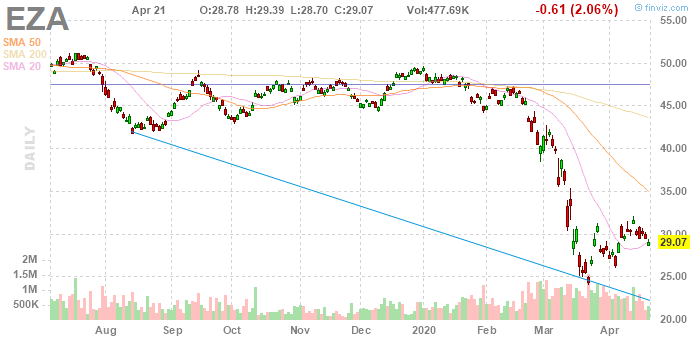 EZA Apr 21 O:28.78 H:29.39 L:28.70 C:29.07 Vol:477.69K -0.61 (2.06%) © finviz.com
SMA 50
SMA 200
SMA 20
DAILY
55.00
50.00
45.00
40.00
35.00
30.00
29.07
25.00
20.00
2M
1.5M
1M
500K
Aug Sep Oct Nov Dec 2020 Feb Mar Apr